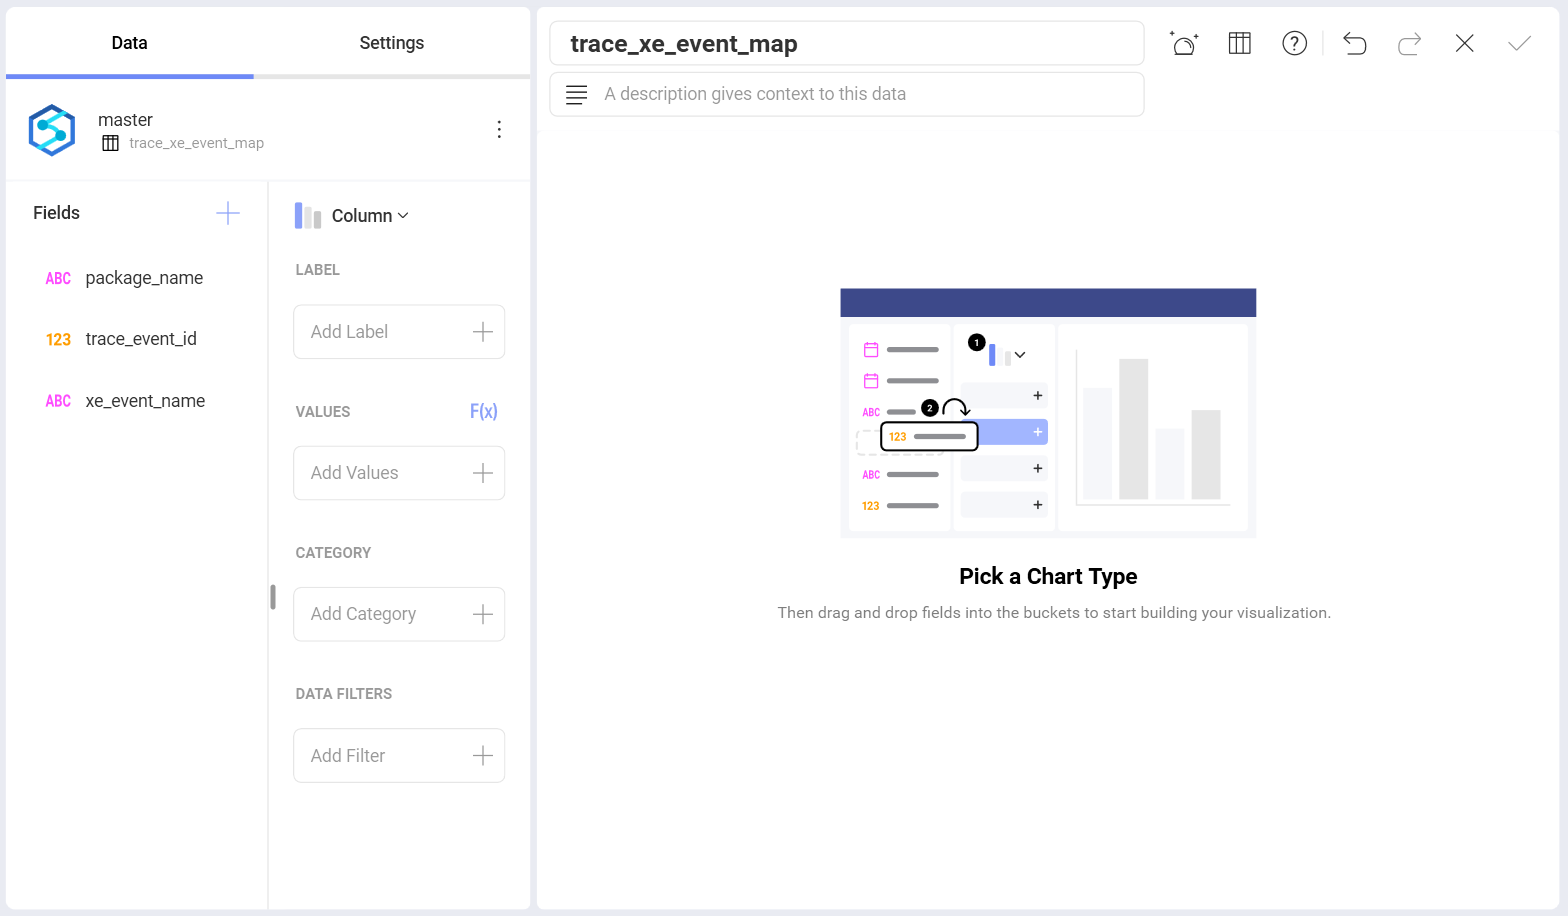 Data
Settings
master
trace_xe_event_map
Fields
ABC package_name
123 trace_event_id
ABC xe_event_name
Column
LABEL
Add Label
VALUES
F(x)
Add Values
CATEGORY
Add Category
DATA FILTERS
Add Filter
trace_xe_event_map
A description gives context to this data
?
1
ABC
2
123
ABC
123
Pick a Chart Type
Then drag and drop fields into the buckets to start building your visualization.